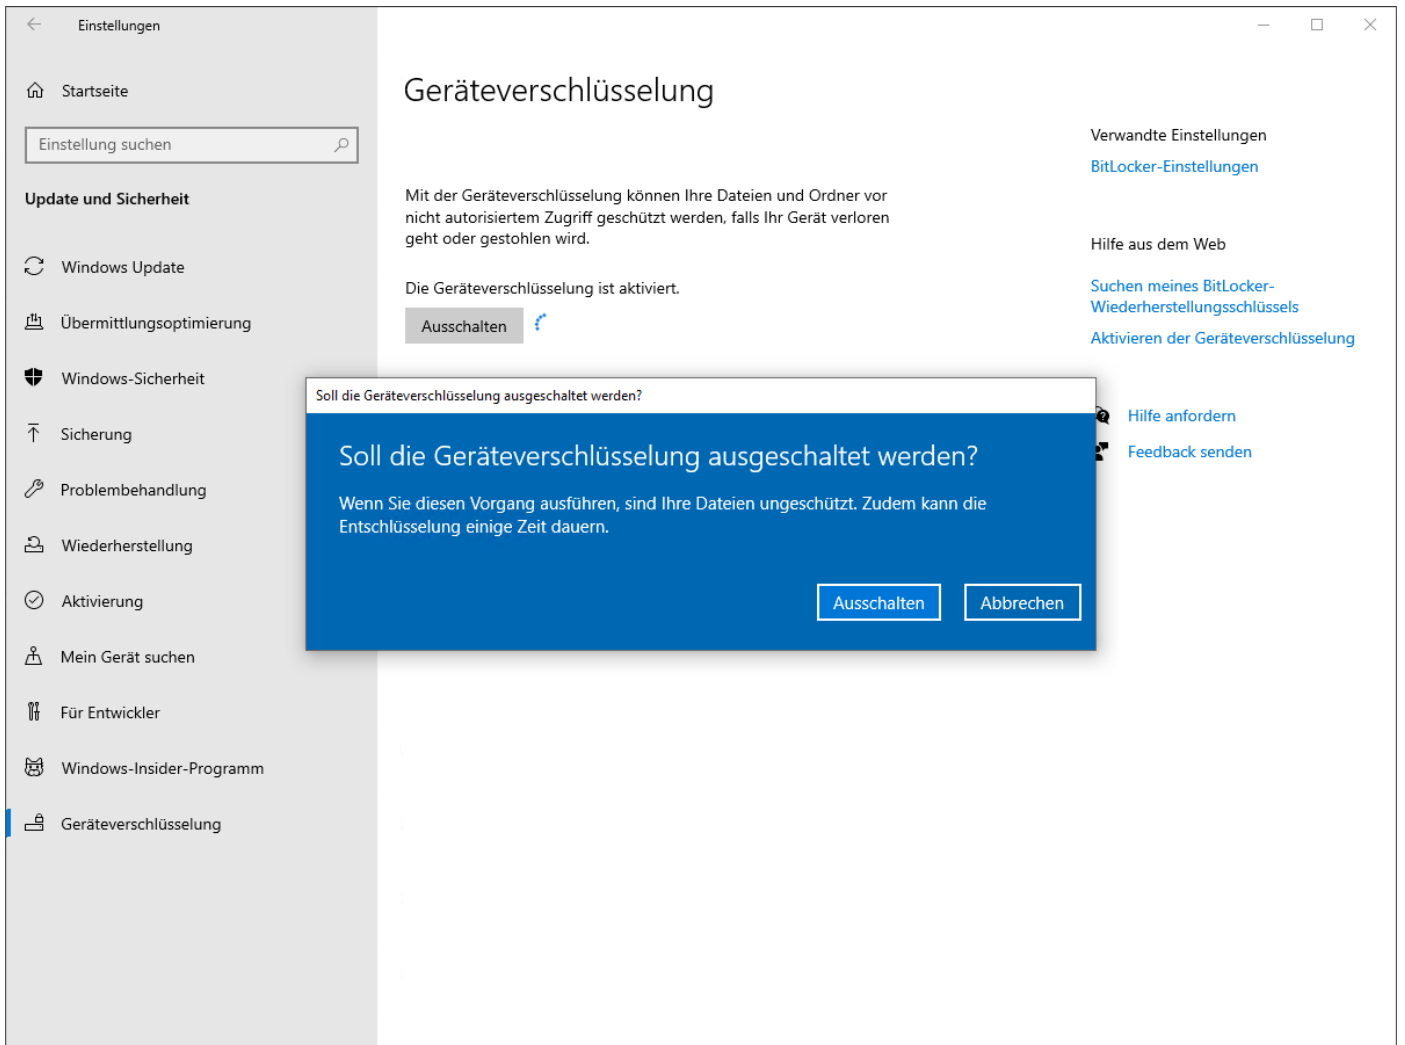 Einstellungen
Startseite
Einstellung suchen
Update und Sicherheit
Windows Update
Übermittlungsoptimierung
Windows-Sicherheit
Sicherung
Problembehandlung
Wiederherstellung
Aktivierung
Mein Gerät suchen
Für Entwickler
Windows-Insider-Programm
Geräteverschlüsselung
Geräteverschlüsselung
Mit der Geräteverschlüsselung können Ihre Dateien und Ordner vor
nicht autorisiertem Zugriff geschützt werden, falls Ihr Gerät verloren
geht oder gestohlen wird.
Die Geräteverschlüsselung ist aktiviert.
Ausschalten
Soll die Geräteverschlüsselung ausgeschaltet werden?
Soll die Geräteverschlüsselung ausgeschaltet werden?
Wenn Sie diesen Vorgang ausführen, sind Ihre Dateien ungeschützt. Zudem kann die
Entschlüsselung einige Zeit dauern.
Ausschalten
Abbrechen
Verwandte Einstellungen
BitLocker-Einstellungen
Hilfe aus dem Web
Suchen meines BitLocker-
Wiederherstellungsschlüssels
Aktivieren der Geräteverschlüsselung
Hilfe anfordern
Feedback senden